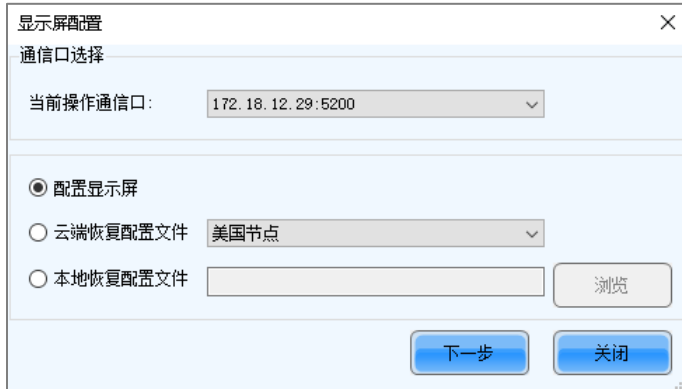 显示屏配置
通信口选择
当前操作通信口: 172.18.12.29:5200
配置显示屏
云端恢复配置文件 美国节点
本地恢复配置文件 浏览
下一步 关闭